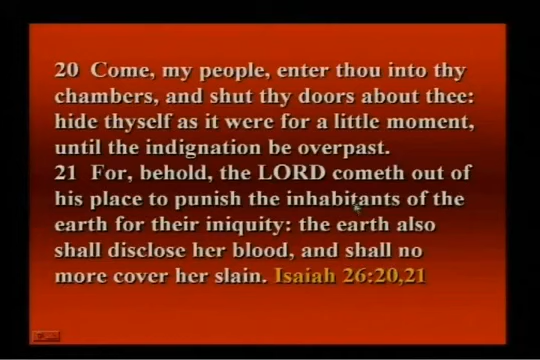 20 Come, my people, enter thou into thy
chambers, and shut thy doors about thee:
hide thyself as it were for a little moment,
until the indignation be overpast.
21 For, behold, the LORD cometh out of
his place to punish the inhabitants of the
earth for their iniquity: the earth also
shall disclose her blood, and shall no
more cover her slain. Isaiah 26:20,21